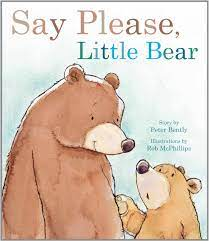 Say Please,
Little Bear
Story by
Peter Bently
Illustrations by
Rob McPhillips